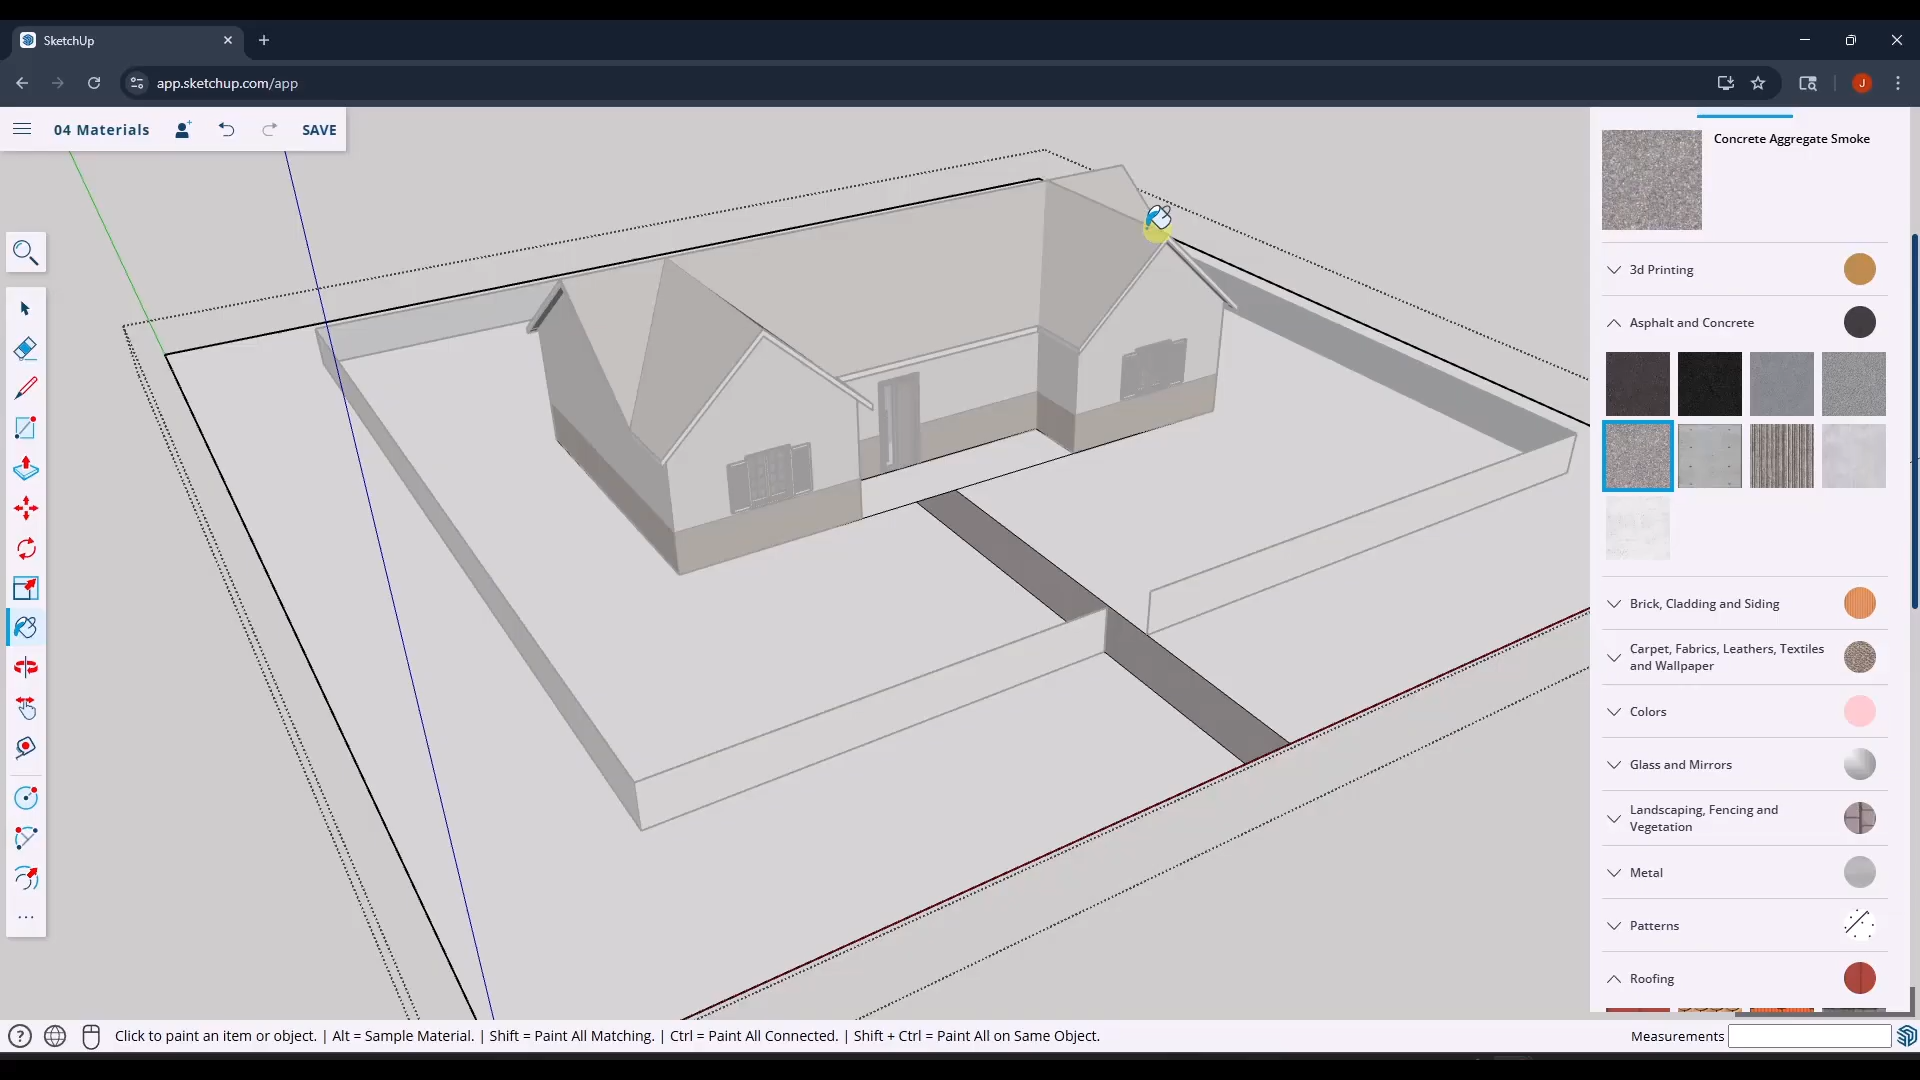 SketchUp
app.sketchup.com/app
J
04 Materials
SAVE
Concrete Aggregate Smoke
3d Printing
Asphalt and Concrete
Brick, Cladding and Siding
Carpet, Fabrics, Leathers, Textiles
and Wallpaper
Colors
Glass and Mirrors
Landscaping, Fencing and
Vegetation
Metal
Patterns
Roofing
Click to paint an item or object. | Alt = Sample Material. | Shift = Paint All Matching. | Ctrl = Paint All Connected. | Shift + Ctrl = Paint All on Same Object.
Measurements